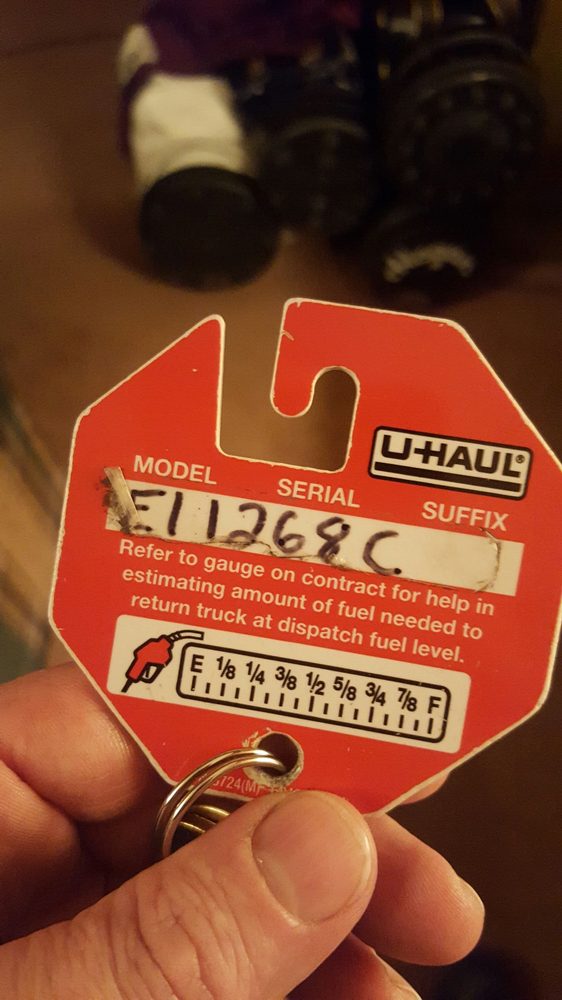 U-HAUL®
MODEL SERIAL SUFFIX
E11268C
Refer to gauge on contract for help in
estimating amount of fuel needed to
return truck at dispatch fuel level.
E 1/8 1/4 3/8 1/2 5/8 3/4 7/8 F